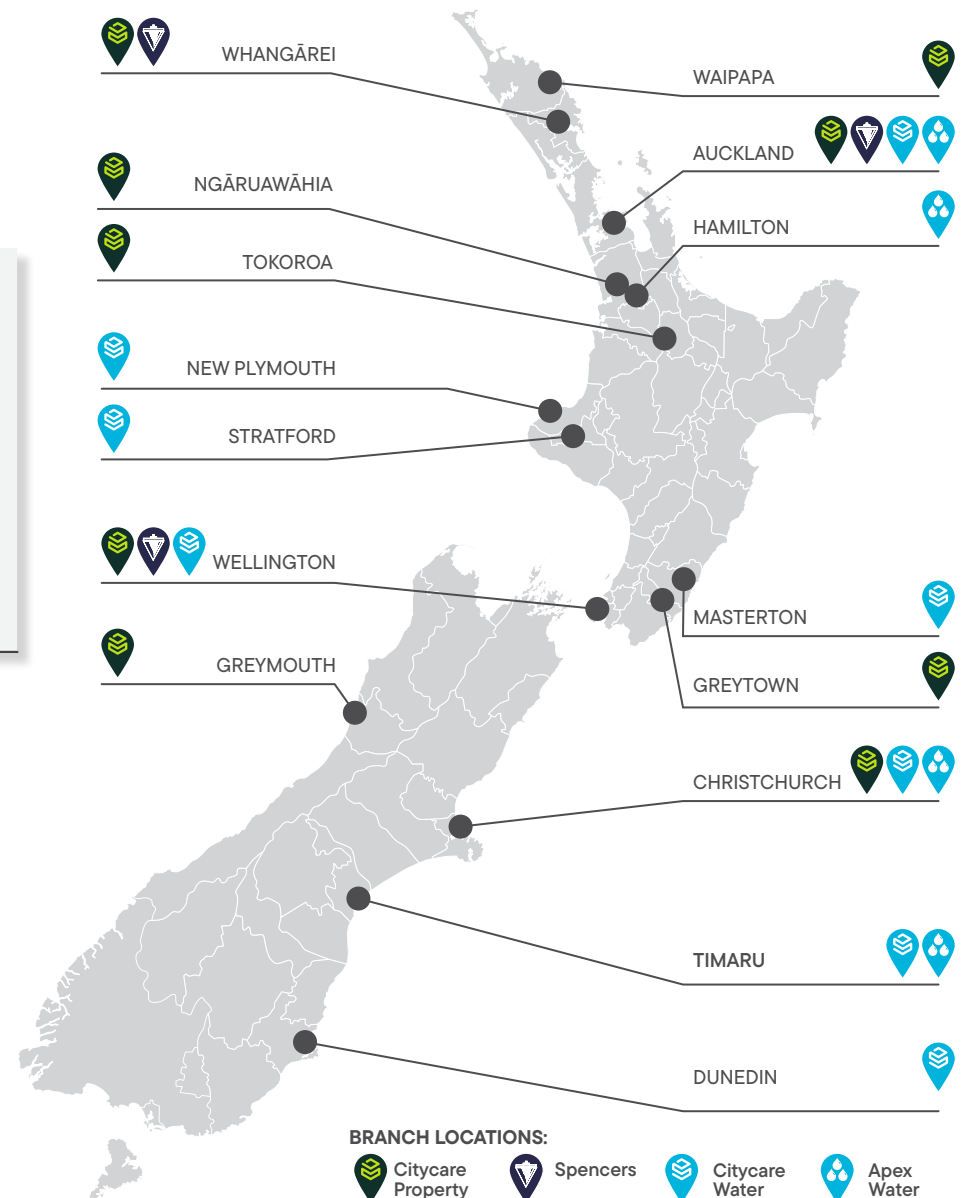 WHANGĀREI
WAIPAPA
AUCKLAND
NGĀRUAWĀHIA
HAMILTON
TOKOROA
NEW PLYMOUTH
STRATFORD
WELLINGTON
MASTERTON
GREYMOUTH
GREYTOWN
CHRISTCHURCH
TIMARU
DUNEDIN
BRANCH LOCATIONS:
Citycare
Property
Spencers
Citycare
Water
Apex
Water